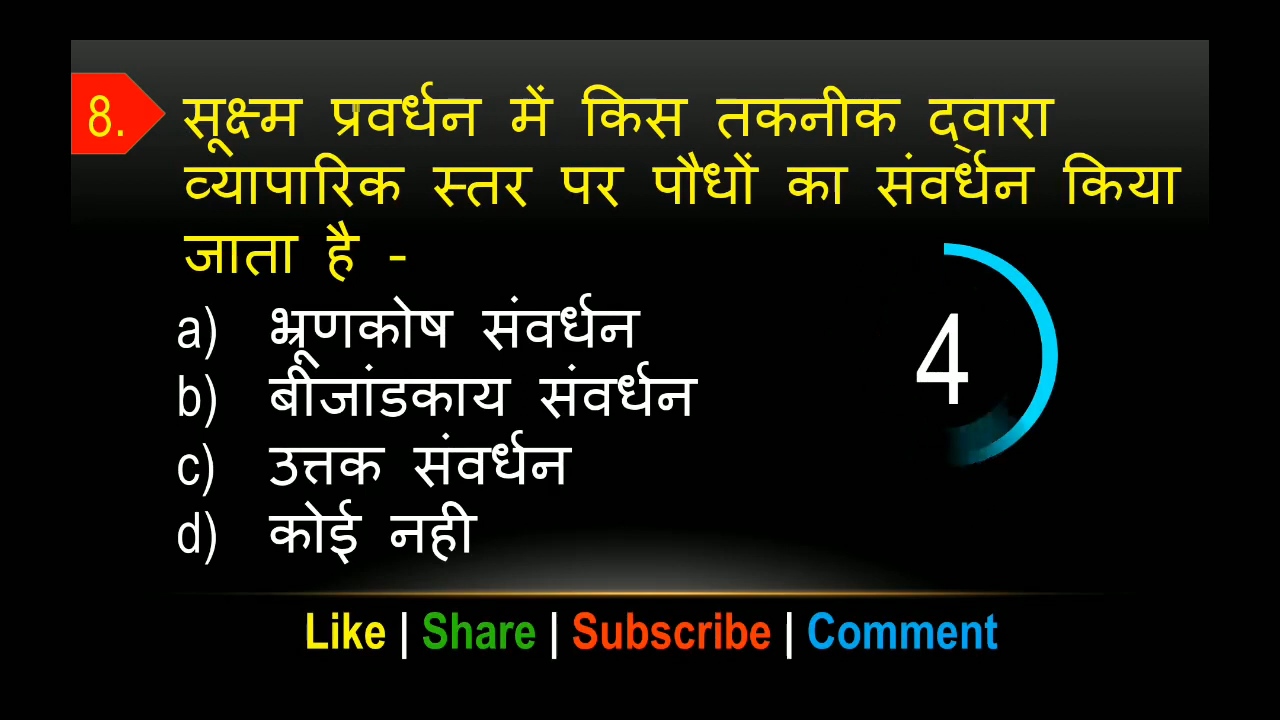 8. सूक्ष्म प्रवर्धन में किस तकनीक द्वारा
व्यापारिक स्तर पर पौधों का संवर्धन किया
जाता है -
a) भ्रूणकोष संवर्धन
b) बीजांडकाय संवर्धन
c) उत्तक संवर्धन
d) कोई नही
4
Like | Share | Subscribe | Comment